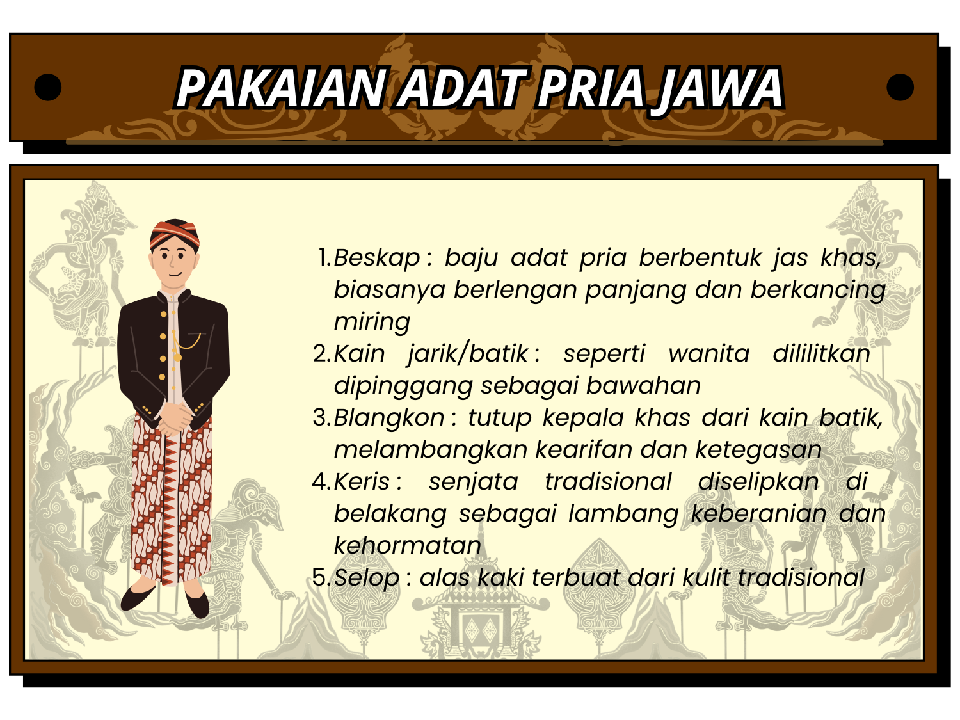 PAKAIAN ADAT PRIA JAWA
1. Beskap : baju adat pria berbentuk jas khas,
biasanya berlengan panjang dan berkancing
miring
2. Kain jarik/batik : seperti wanita dililitkan
dipinggang sebagai bawahan
3. Blangkon : tutup kepala khas dari kain batik,
melambangkan kearifan dan ketegasan
4. Keris : senjata tradisional diselipkan di
belakang sebagai lambang keberanian dan
kehormatan
5. Selop : alas kaki terbuat dari kulit tradisional